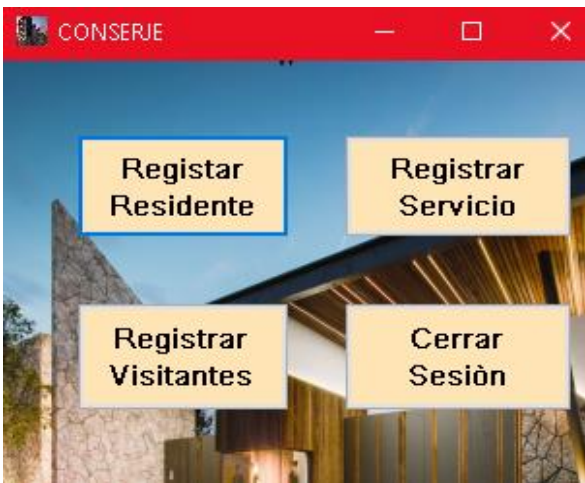 CONSERJE
Registar
Residente
Registrar
Servicio
Registrar
Visitantes
Cerrar
Sesiòn